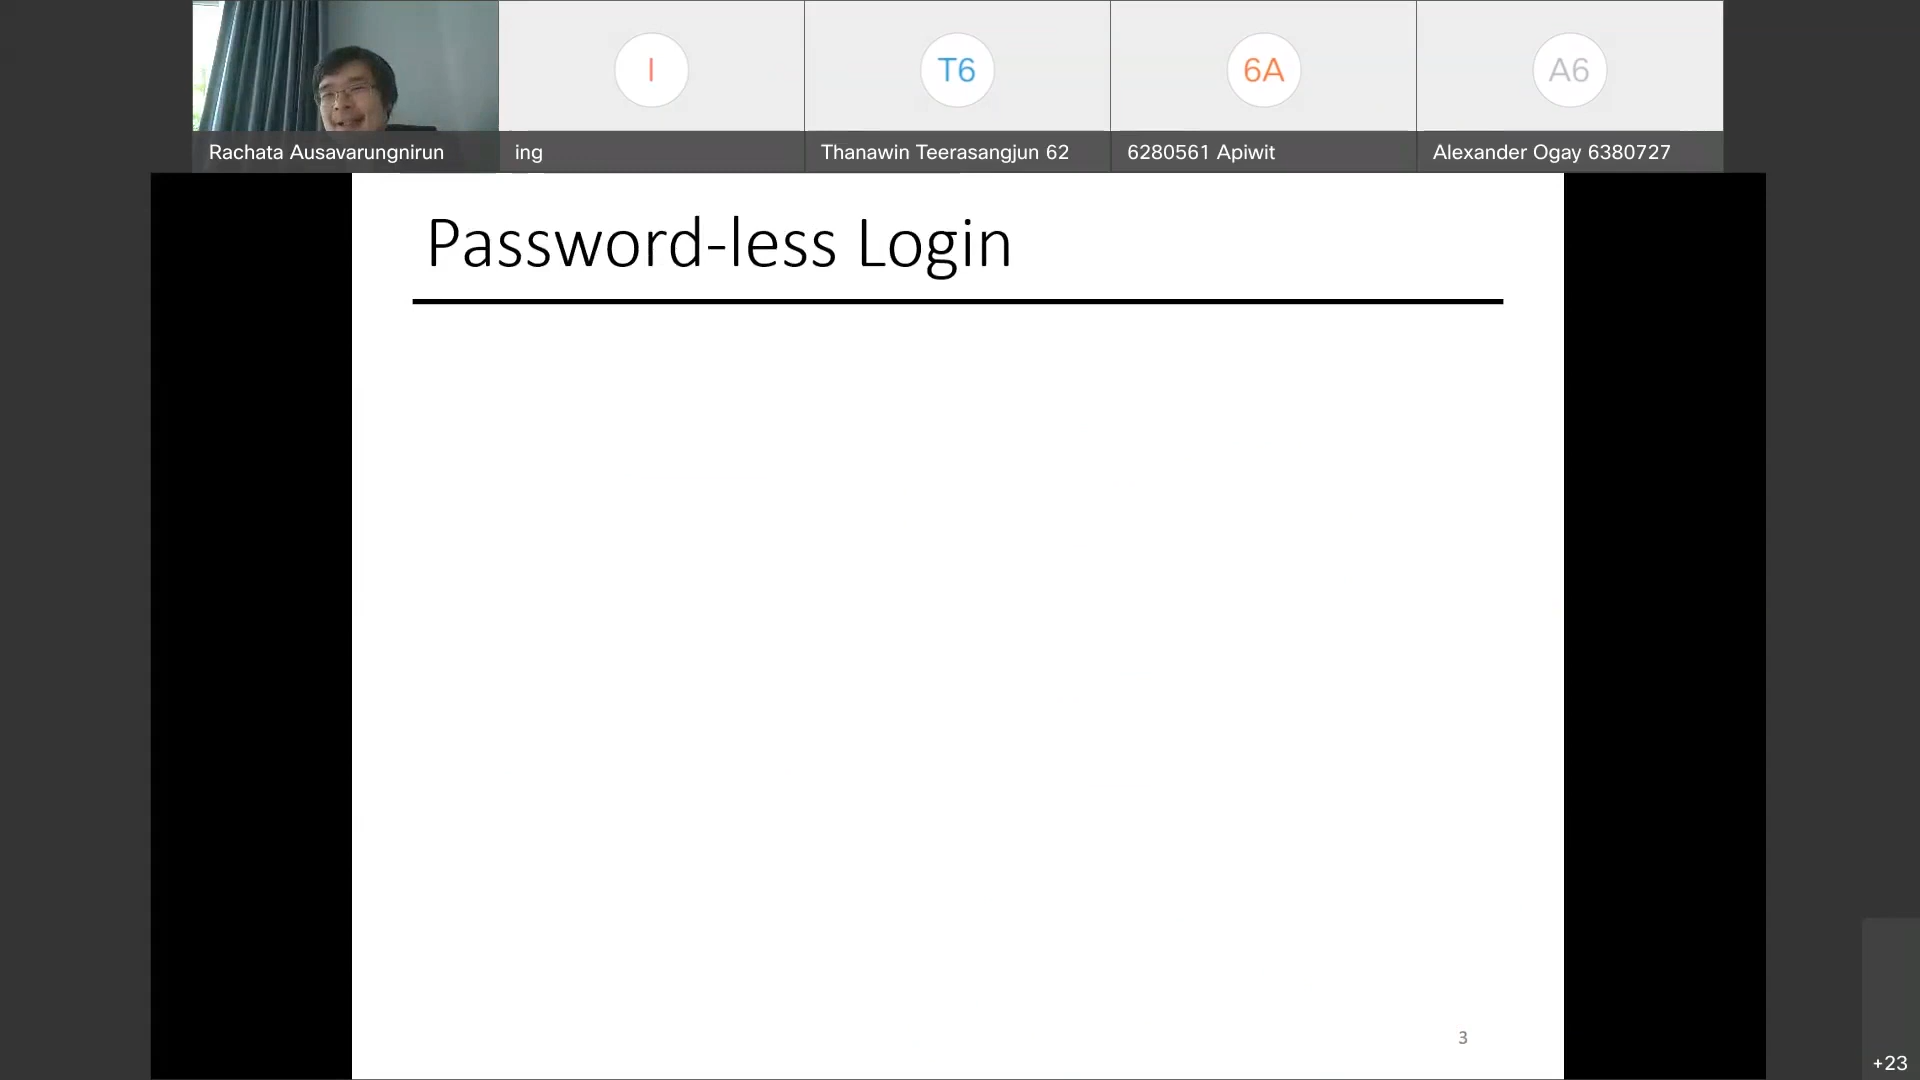 I
T6
6A
A6
Rachata Ausavarungnirun
ing
Thanawin Teerasangjun 62
6280561 Apiwit
Alexander Ogay 6380727
Password-less Login
3
+23